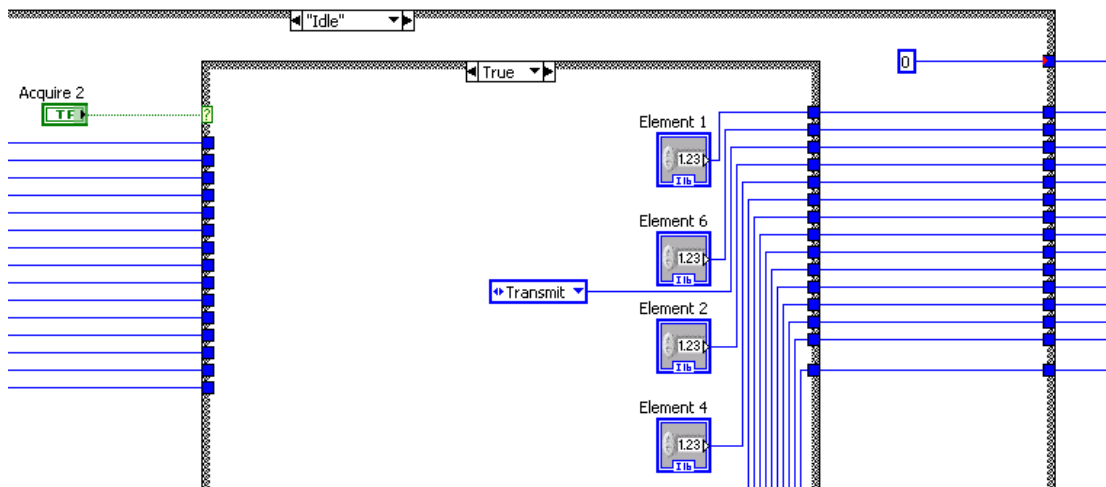 "Idle"
True
0
Acquire 2
TF
?
Element 1
1.23
I16
Element 6
1.23
I16
Transmit
Element 2
1.23
I16
Element 4
1.23
I16